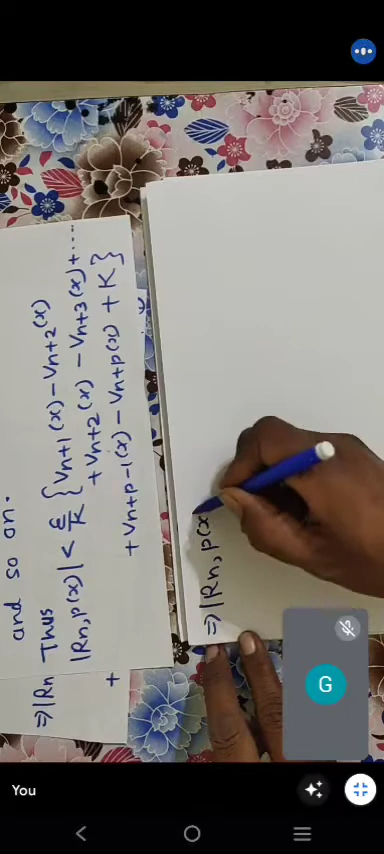 and so on.
⇒|Rn Thus
|Rn,p(x)| < ε/K {Vn+1(x) - Vn+2(x)
+ Vn+2(x) - Vn+3(x) + ....
+ Vn+p-1(x) - Vn+p(x) + K}
+
⇒|Rn,p(x
G
You